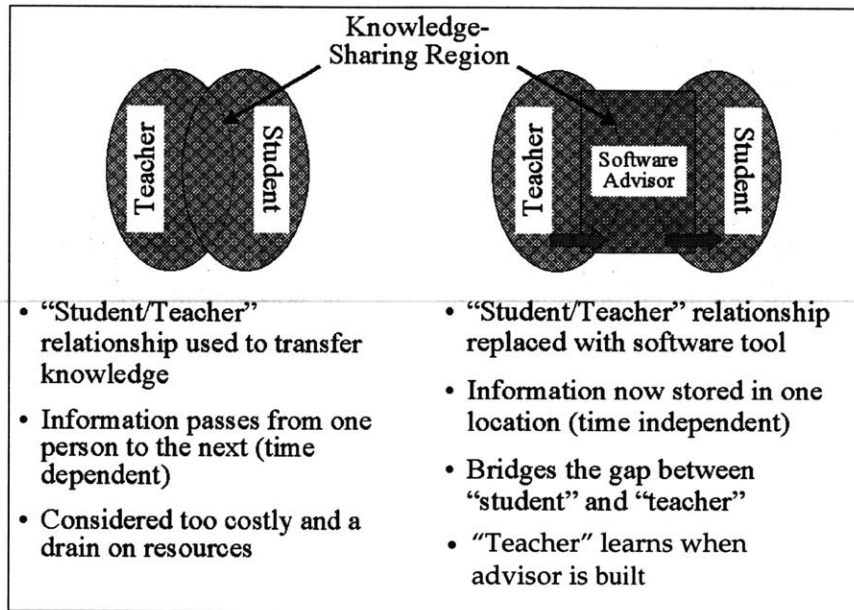 Knowledge-
Sharing Region
Teacher
Student
Teacher
Software
Advisor
Student
• “Student/Teacher”
relationship used to transfer
knowledge
• Information passes from one
person to the next (time
dependent)
• Considered too costly and a
drain on resources
• “Student/Teacher” relationship
replaced with software tool
• Information now stored in one
location (time independent)
• Bridges the gap between
“student” and “teacher”
• “Teacher” learns when
advisor is built